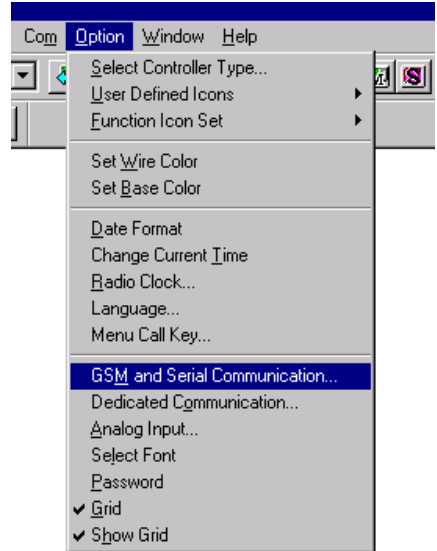 Com Option Window Help
Select Controller Type...
User Defined Icons
Function Icon Set
Set Wire Color
Set Base Color
Date Format
Change Current Time
Radio Clock...
Language...
Menu Call Key...
GSM and Serial Communication...
Dedicated Communication...
Analog Input...
Select Font
Password
Grid
Show Grid